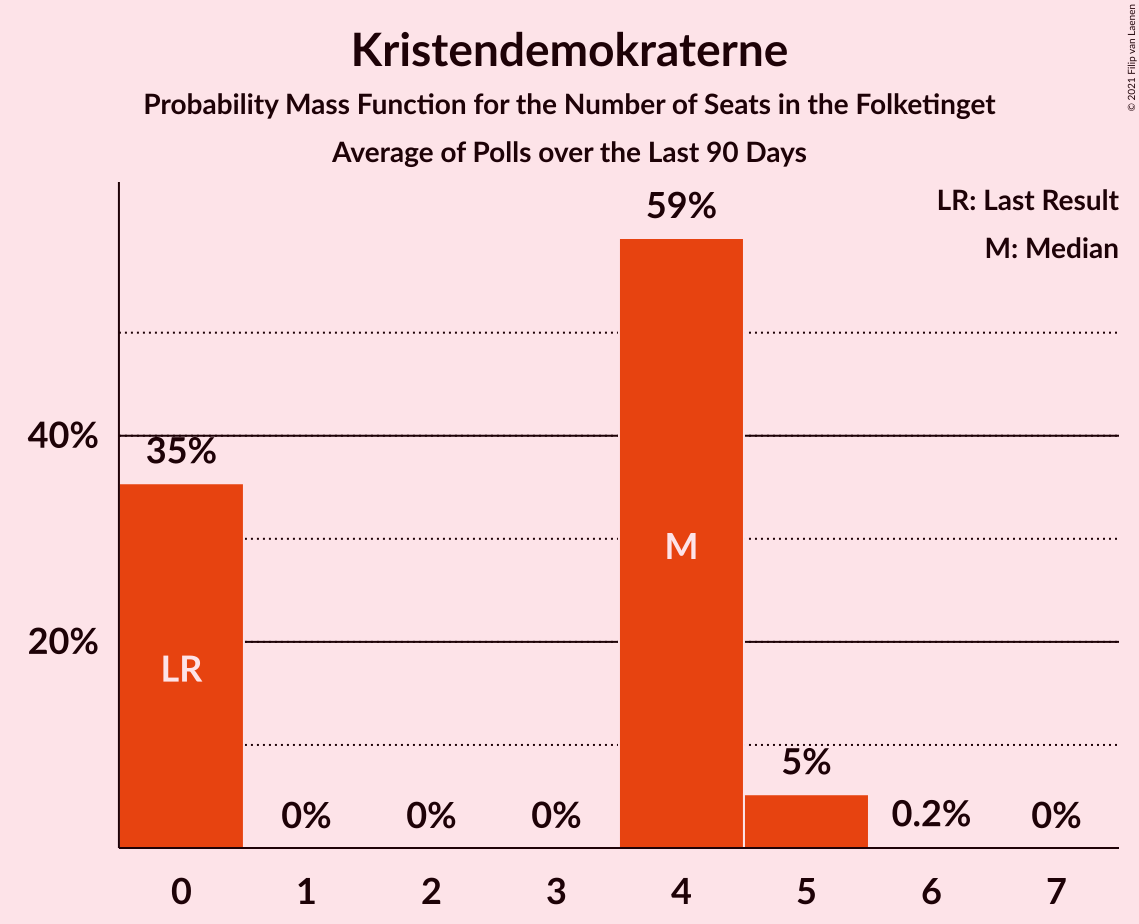 Kristendemokraterne
Probability Mass Function for the Number of Seats in the Folketinget
Average of Polls over the Last 90 Days
© 2021 Filip van Laenen
LR: Last Result
M: Median
59%
40%
35%
M
20%
LR
5%
0%
0%
0%
0.2%
0%
0
1
2
3
4
5
6
7